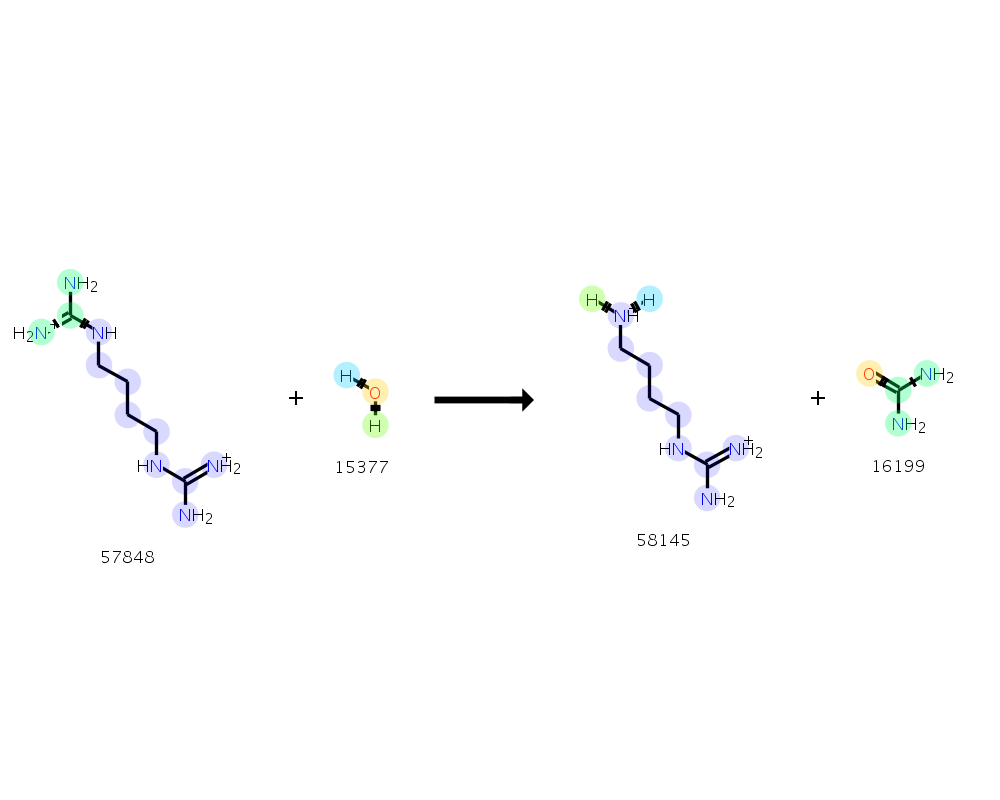 NH2
H2N+ NH
HN NH2+
NH2
57848
+
H
O
H
15377
H H
NH+
HN NH2+
NH2
58145
+
O NH2
NH2
16199